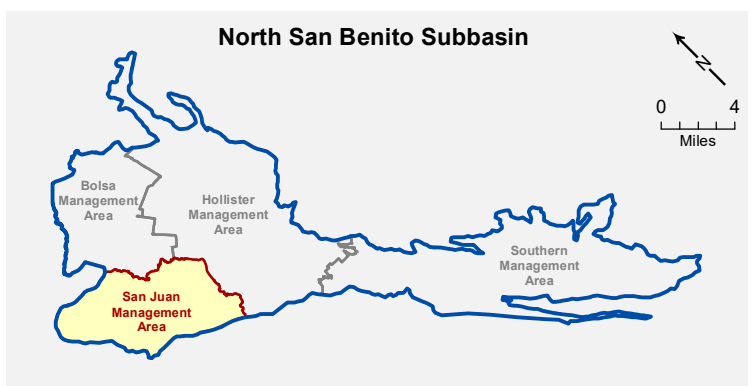 North San Benito Subbasin
N
0 4
Miles
Bolsa
Management
Area
Hollister
Management
Area
Southern
Management
Area
San Juan
Management
Area